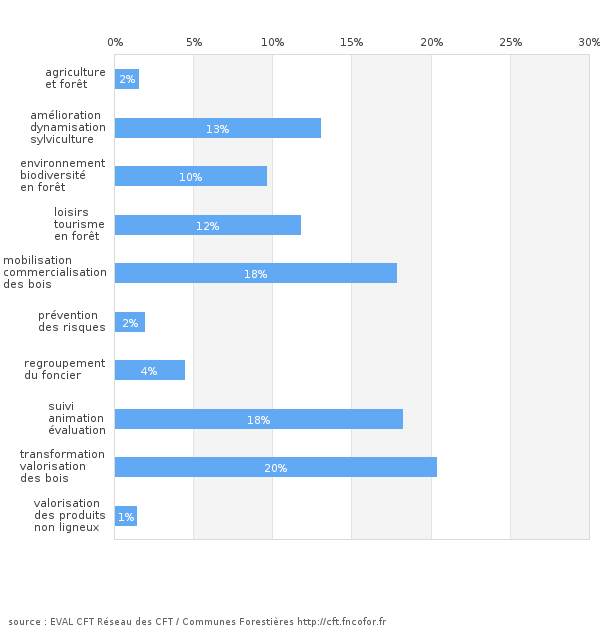 0% 5% 10% 15% 20% 25% 30%
agriculture
et forêt
2%
amélioration
dynamisation
sylviculture
13%
environnement
biodiversité
en forêt
10%
loisirs
tourisme
en forêt
12%
mobilisation
commercialisation
des bois
18%
prévention
des risques
2%
regroupement
du foncier
4%
suivi
animation
évaluation
18%
transformation
valorisation
des bois
20%
valorisation
des produits
non ligneux
1%
source : EVAL CFT Réseau des CFT / Communes Forestières http://cft.fncofor.fr